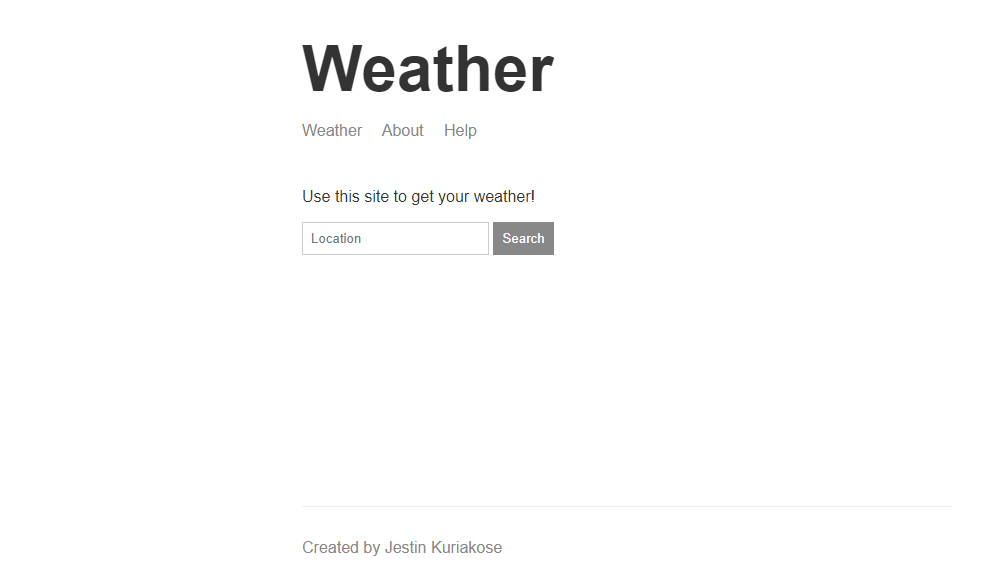 Weather
Weather About Help
Use this site to get your weather!
Location Search
Created by Jestin Kuriakose